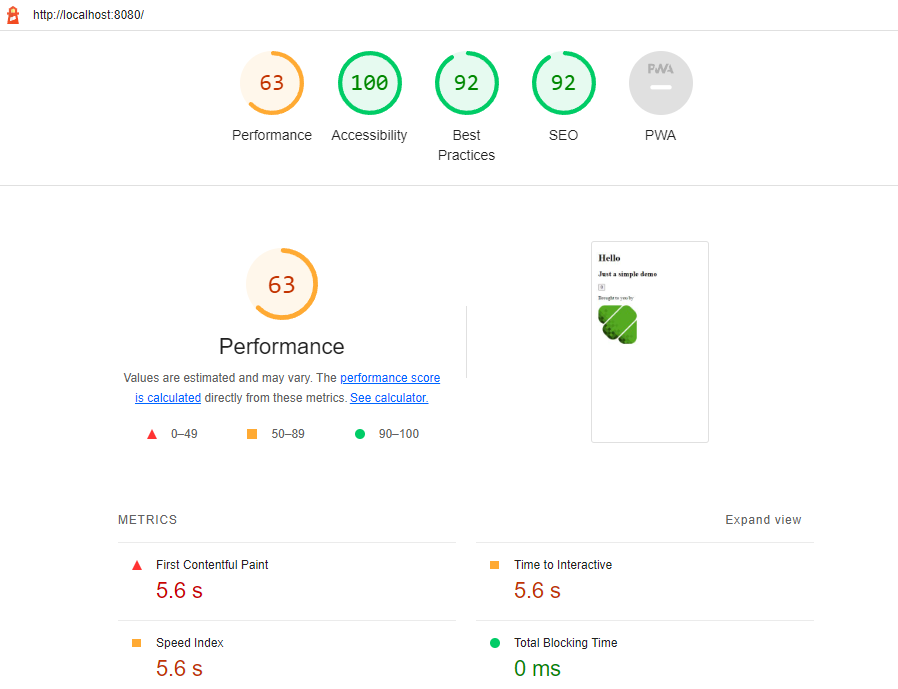 http://localhost:8080/
63
100
92
92
PWA
Performance
Accessibility
Best
Practices
SEO
PWA
63
Performance
Values are estimated and may vary. The performance score
is calculated directly from these metrics. See calculator.
0–49
50–89
90–100
Hello
Just a simple demo
Brought to you by
METRICS
Expand view
First Contentful Paint
5.6 s
Time to Interactive
5.6 s
Speed Index
5.6 s
Total Blocking Time
0 ms